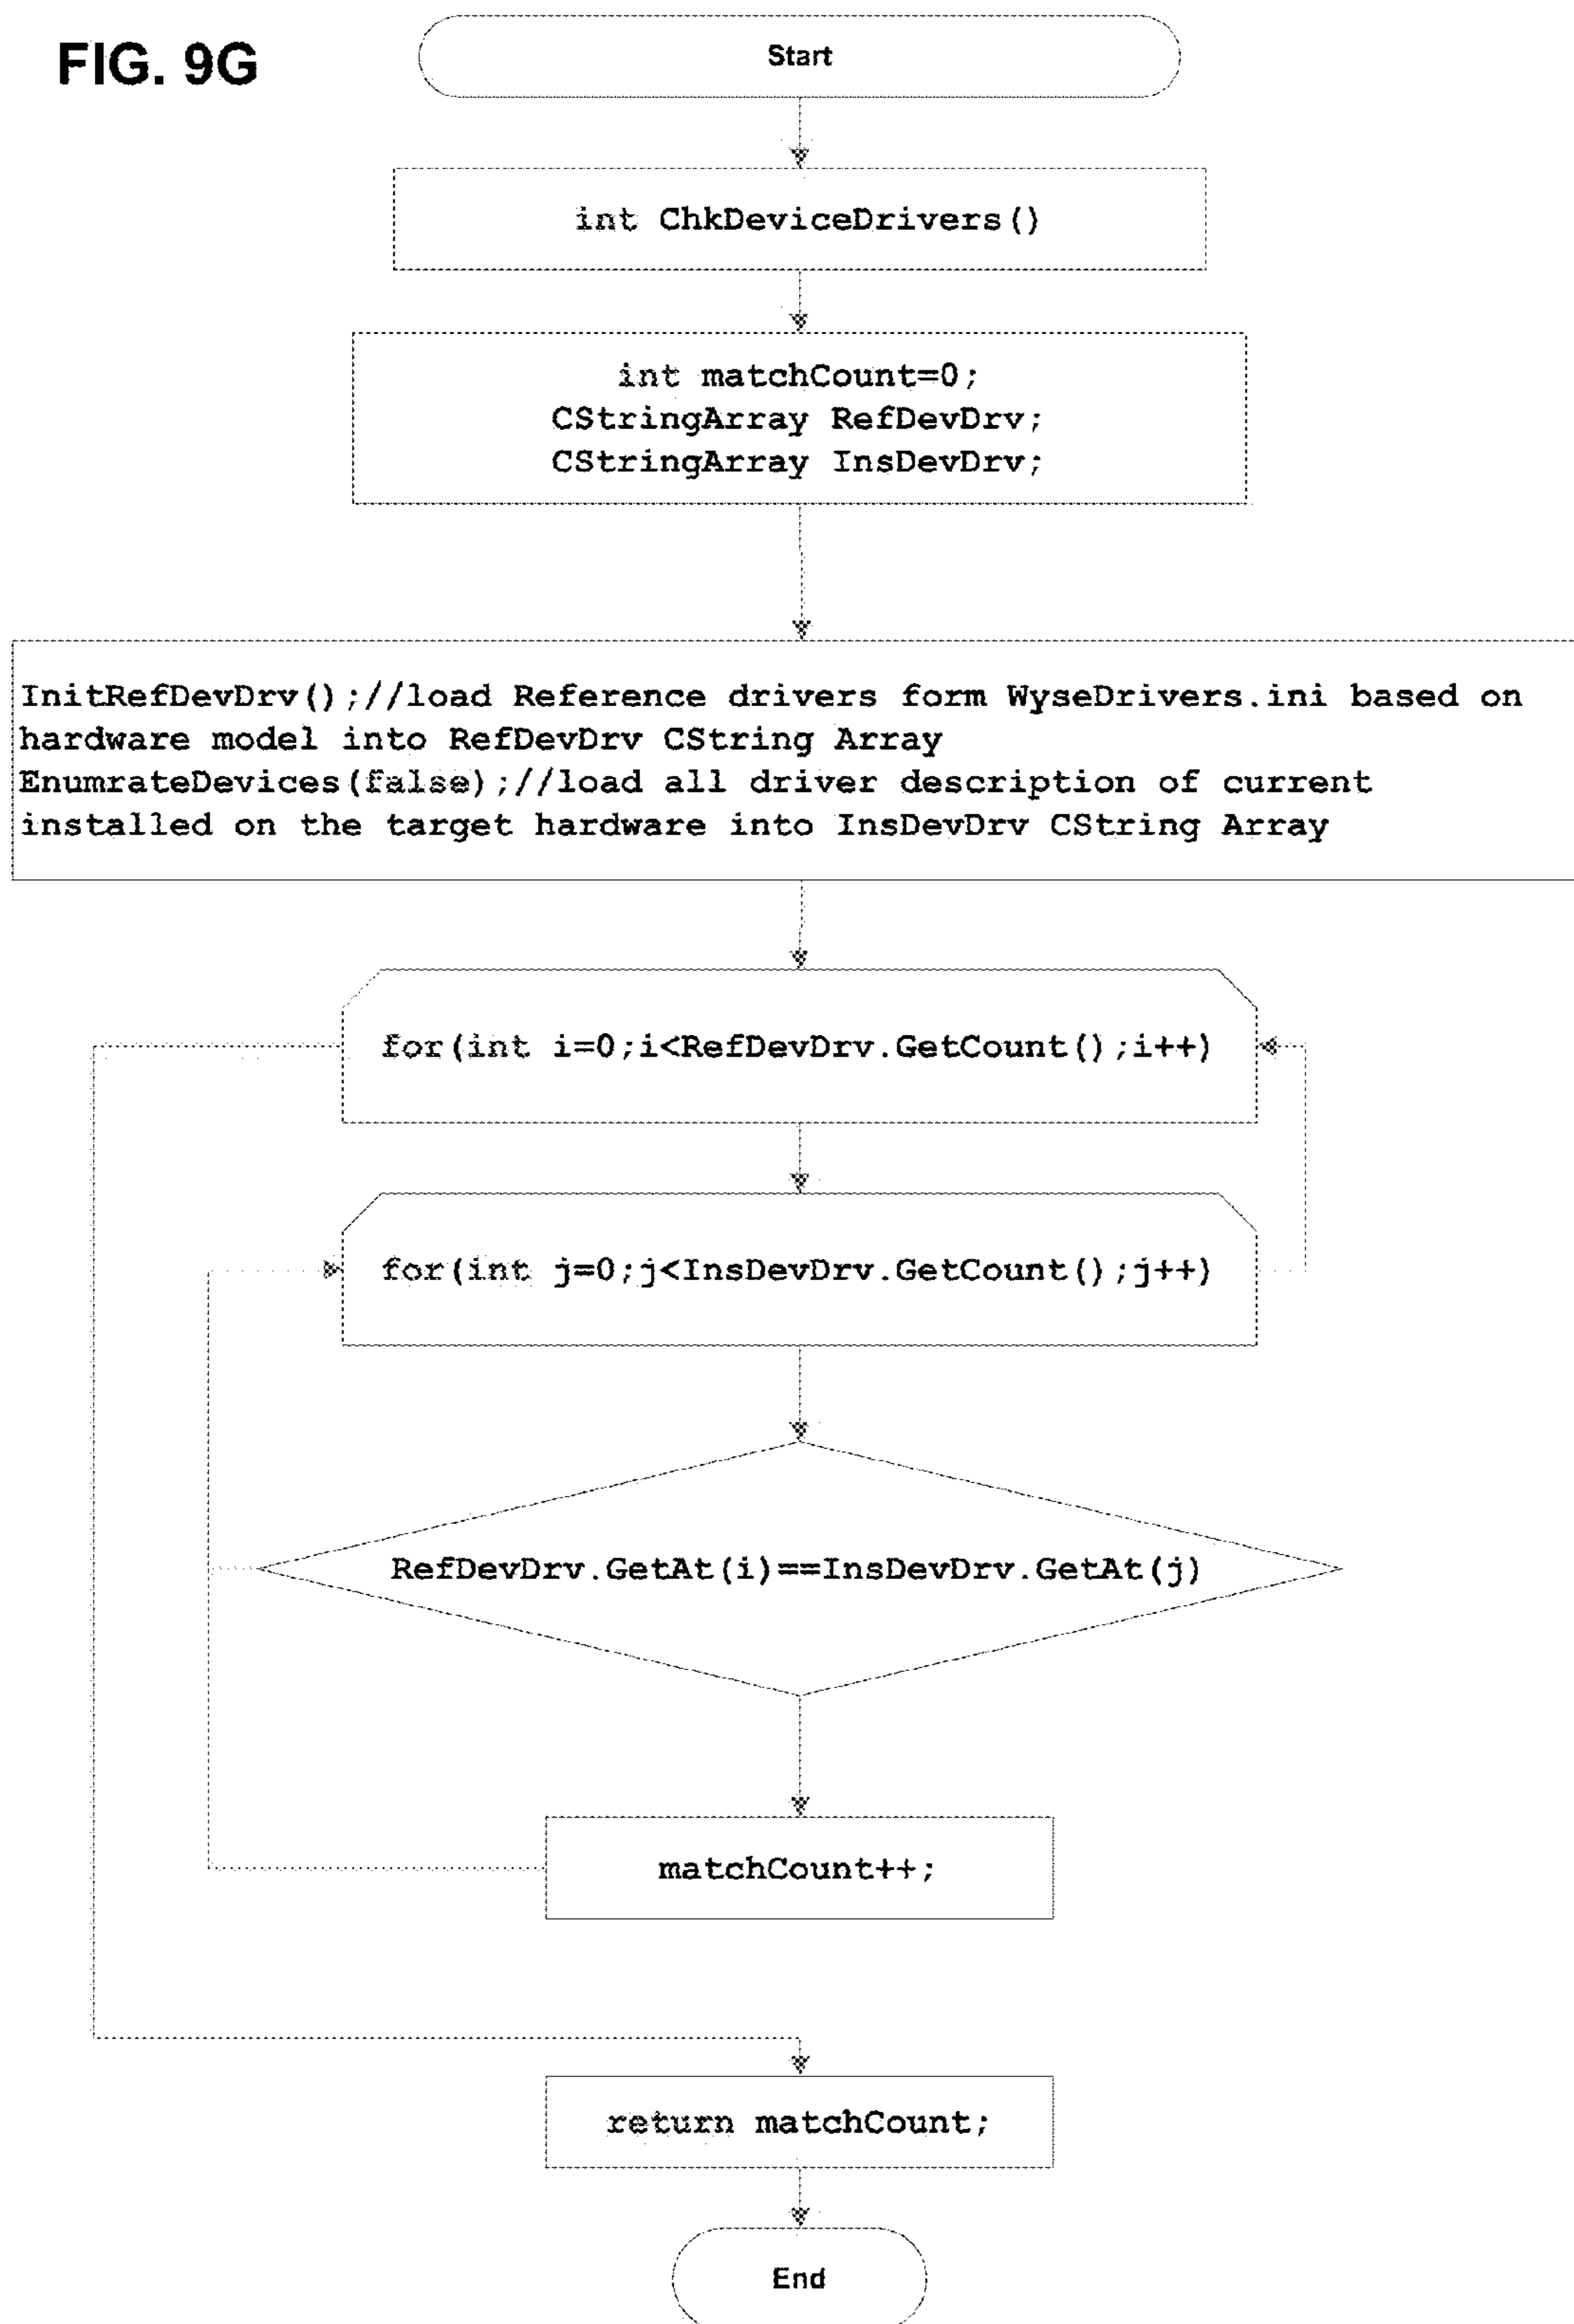 FIG. 9G
Start
int ChkDeviceDrivers()
int matchCount=0;
CStringArray RefDevDrv;
CStringArray InsDevDrv;
InitRefDevDrv();//load Reference drivers form WyseDrivers.ini based on
hardware model into RefDevDrv CString Array
EnumrateDevices(false);//load all driver description of current
installed on the target hardware into InsDevDrv CString Array
for(int i=0;i<RefDevDrv.GetCount();i++)
for(int j=0;j<InsDevDrv.GetCount();j++)
RefDevDrv.GetAt(i)==InsDevDrv.GetAt(j)
matchCount++;
return matchCount;
End